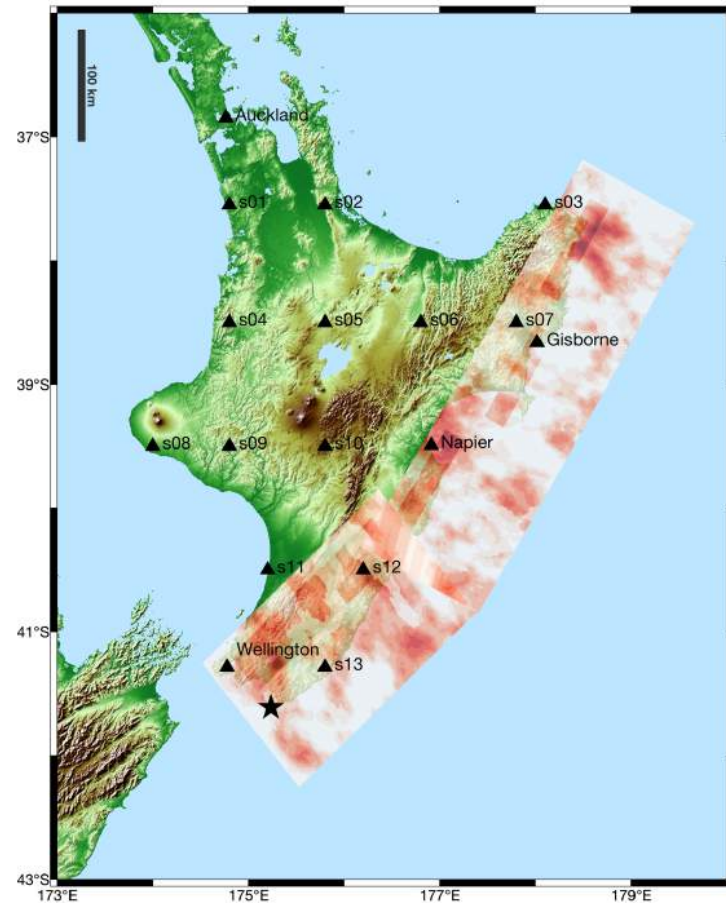 100 km
Auckland
37°S
s01
s02
s03
s04
s05
s06
s07
Gisborne
39°S
s08
s09
s10
Napier
s11
s12
41°S
Wellington
s13
43°S
173°E
175°E
177°E
179°E